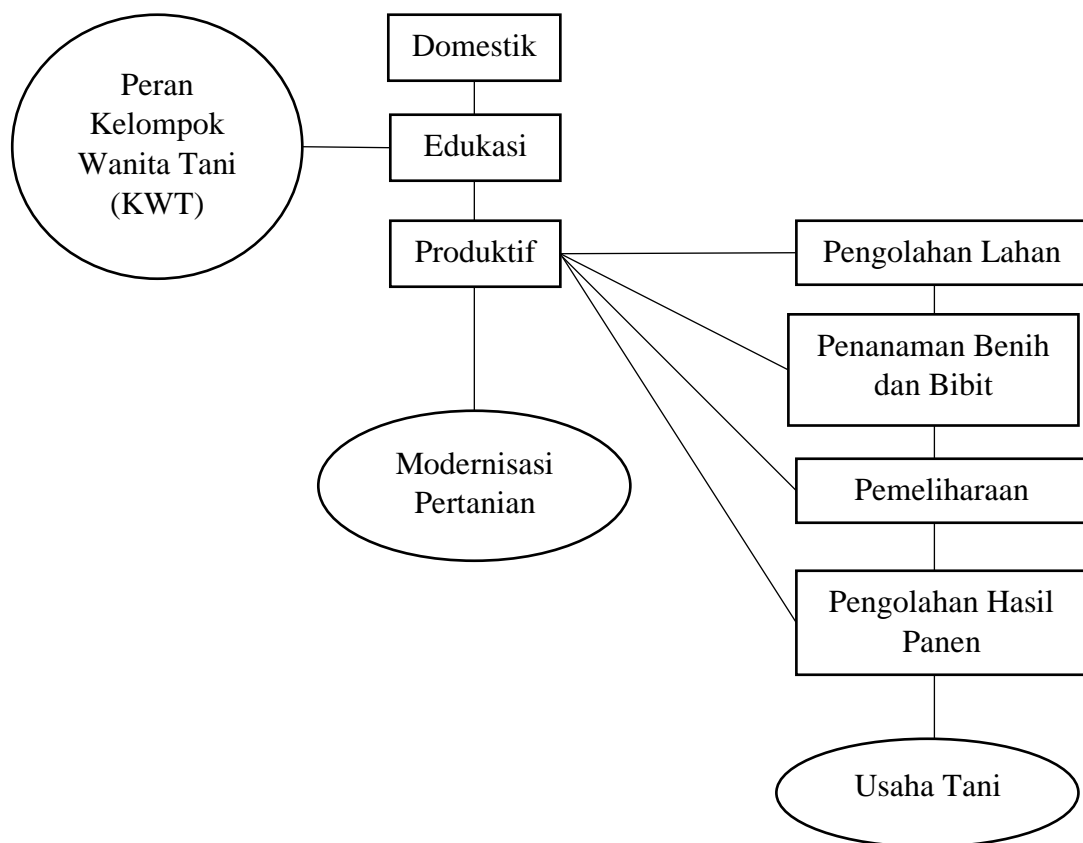 Peran
Kelompok
Wanita Tani
(KWT)
Domestik
Edukasi
Produktif
Modernisasi
Pertanian
Pengolahan Lahan
Penanaman Benih
dan Bibit
Pemeliharaan
Pengolahan Hasil
Panen
Usaha Tani